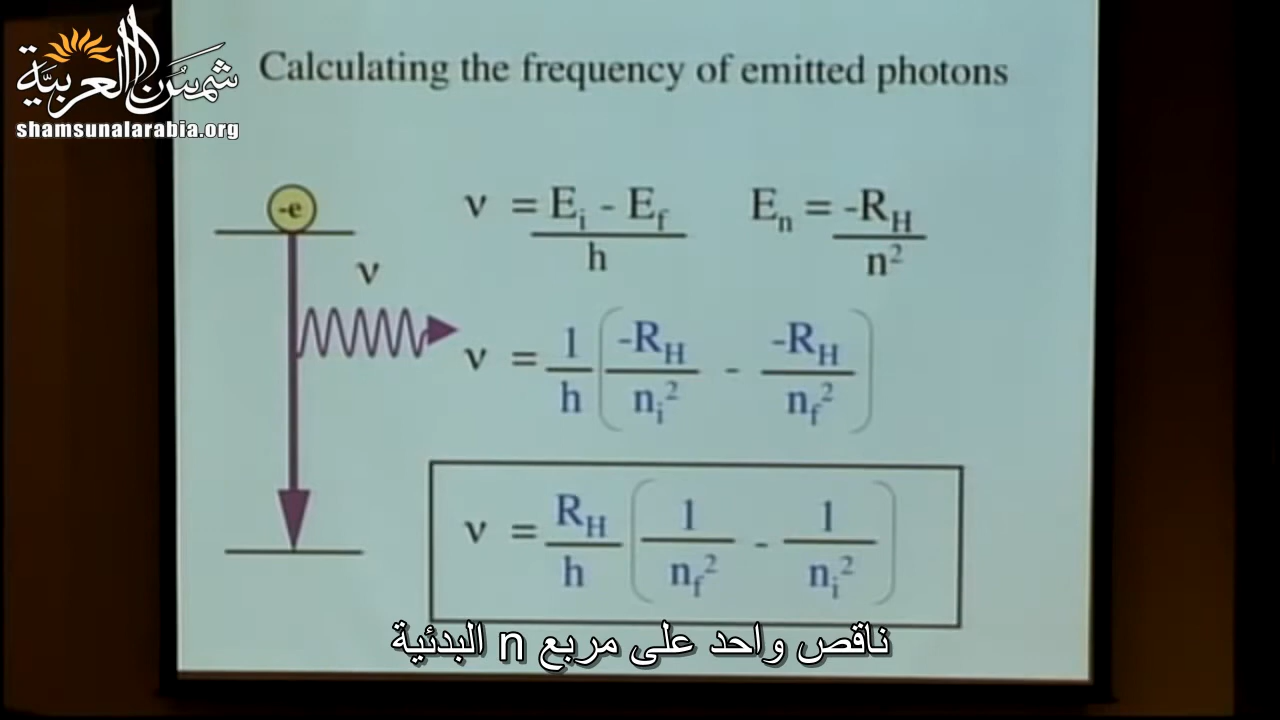 شمس العربية
shamsunalarabia.org
Calculating the frequency of emitted photons
-e
ν
ν = (E_i - E_f) / h    E_n = -R_H / n²
ν = 1/h (-R_H / n_i² - -R_H / n_f²)
ν = R_H / h (1 / n_f² - 1 / n_i²)
ناقص واحد على مربع n البدئية